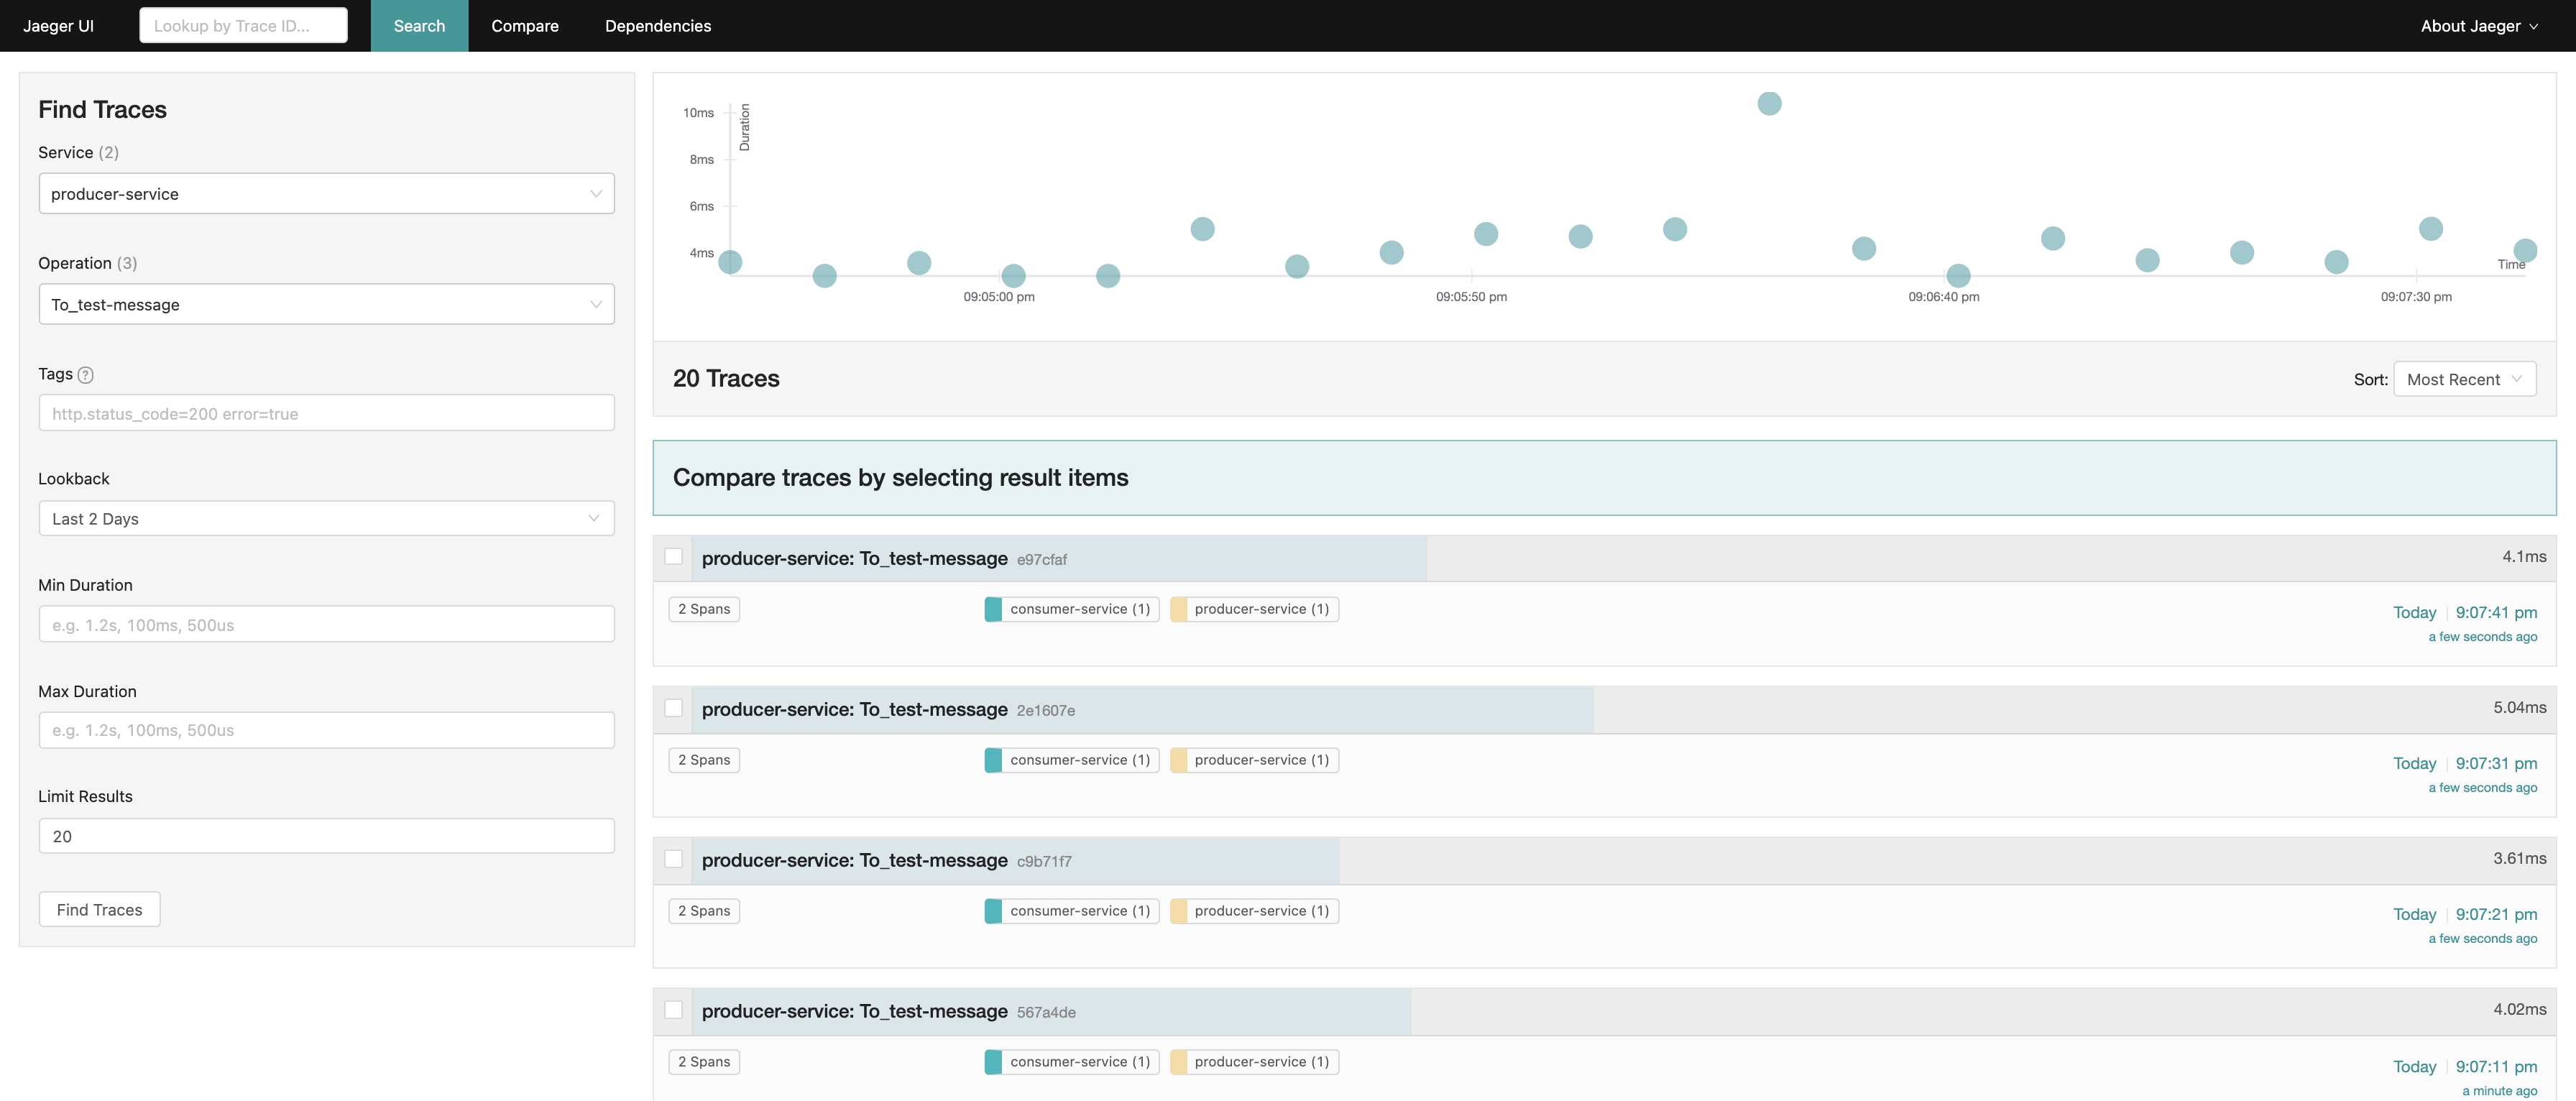 Jaeger UI
Lookup by Trace ID...
Search
Compare
Dependencies
About Jaeger
Find Traces
Service (2)
producer-service
Operation (3)
To_test-message
Tags ?
http.status_code=200 error=true
Lookback
Last 2 Days
Min Duration
e.g. 1.2s, 100ms, 500us
Max Duration
e.g. 1.2s, 100ms, 500us
Limit Results
20
Find Traces
Duration
10ms
8ms
6ms
4ms
Time
09:05:00 pm
09:05:50 pm
09:06:40 pm
09:07:30 pm
20 Traces
Sort: Most Recent
Compare traces by selecting result items
producer-service: To_test-message e97cfaf 4.1ms
2 Spans consumer-service (1) producer-service (1) Today 9:07:41 pm
a few seconds ago
producer-service: To_test-message 2e1607e 5.04ms
2 Spans consumer-service (1) producer-service (1) Today 9:07:31 pm
a few seconds ago
producer-service: To_test-message c9b71f7 3.61ms
2 Spans consumer-service (1) producer-service (1) Today 9:07:21 pm
a few seconds ago
producer-service: To_test-message 567a4de 4.02ms
2 Spans consumer-service (1) producer-service (1) Today 9:07:11 pm
a minute ago